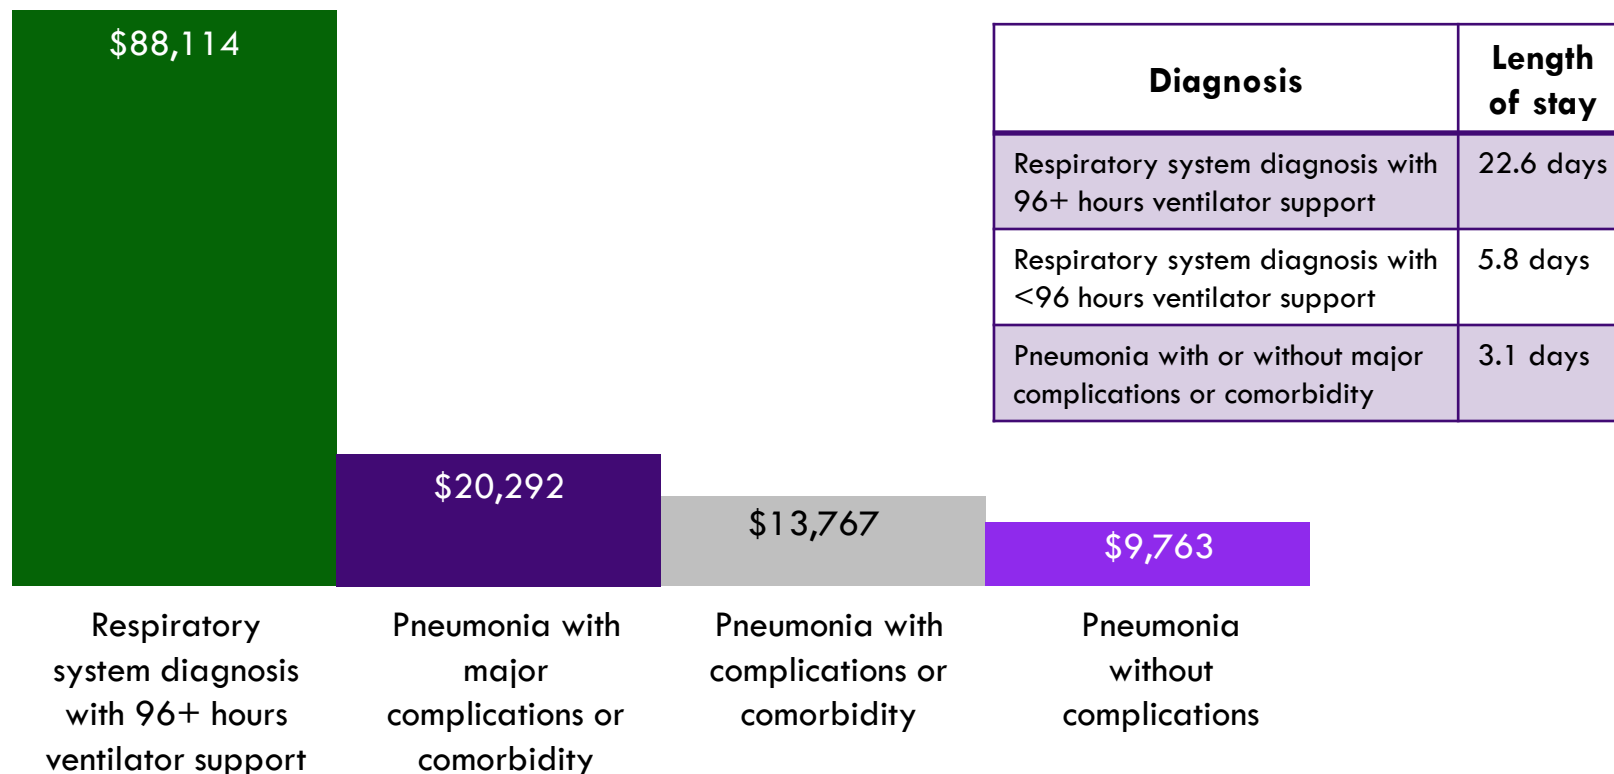 $88,114
$20,292
$13,767
$9,763
Respiratory
system diagnosis
with 96+ hours
ventilator support
Pneumonia with
major
complications or
comorbidity
Pneumonia with
complications or
comorbidity
Pneumonia
without
complications
Diagnosis
Length
of stay
Respiratory system diagnosis with
96+ hours ventilator support
22.6 days
Respiratory system diagnosis with
<96 hours ventilator support
5.8 days
Pneumonia with or without major
complications or comorbidity
3.1 days